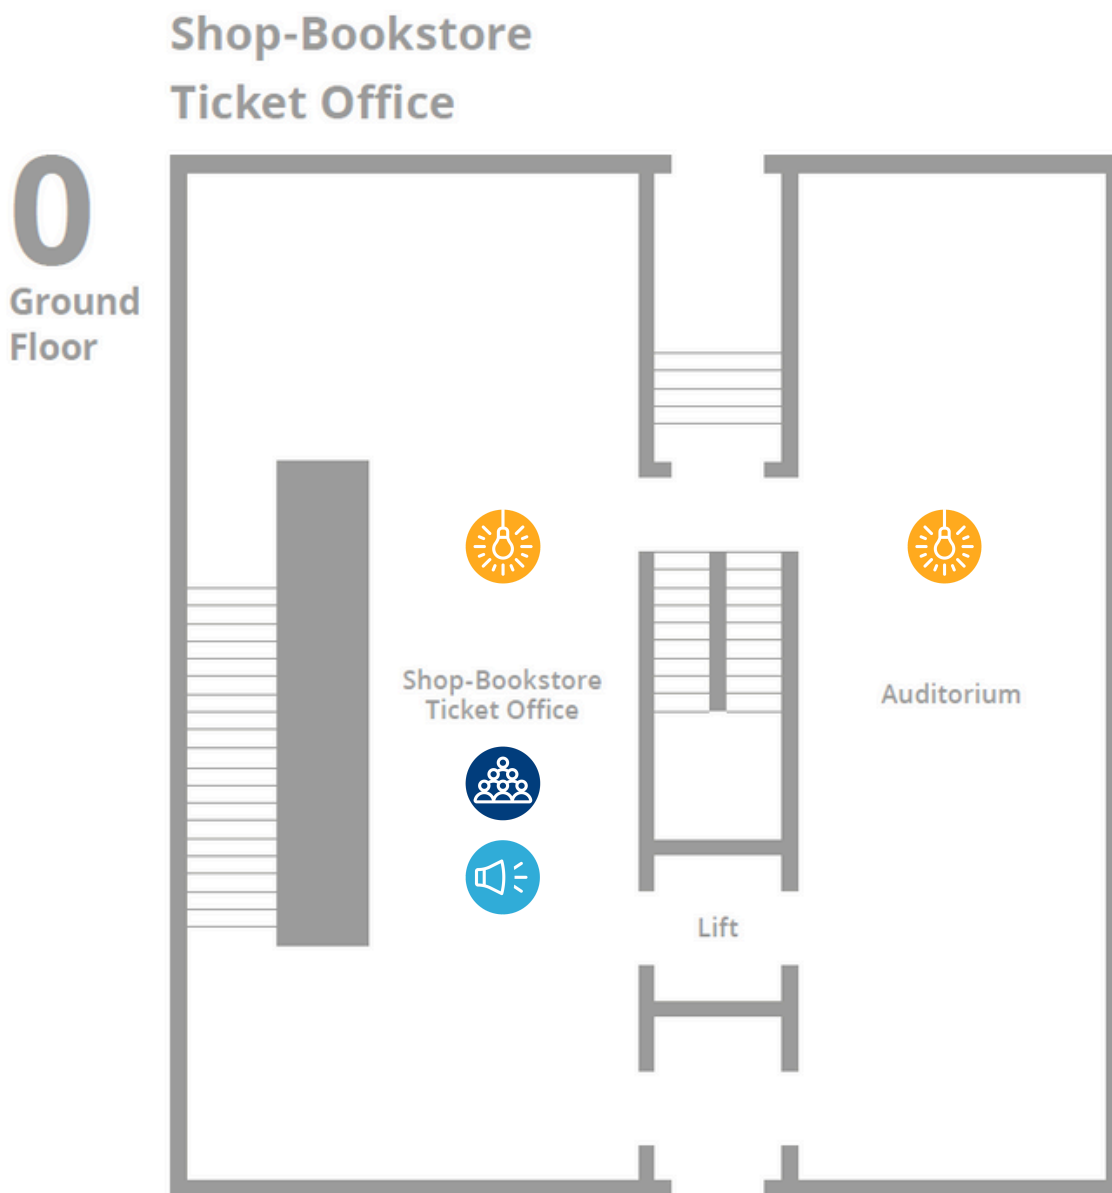 Shop-Bookstore
Ticket Office
0
Ground
Floor
Shop-Bookstore
Ticket Office
Auditorium
Lift